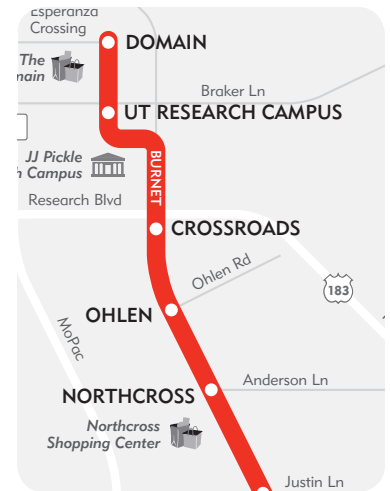 Esperanza
Crossing
DOMAIN
The
main
Braker Ln
UT RESEARCH CAMPUS
JJ Pickle
h Campus
BURNET
Research Blvd
CROSSROADS
Ohlen Rd
183
OHLEN
MoPac
Anderson Ln
NORTHCROSS
Northcross
Shopping Center
Justin Ln